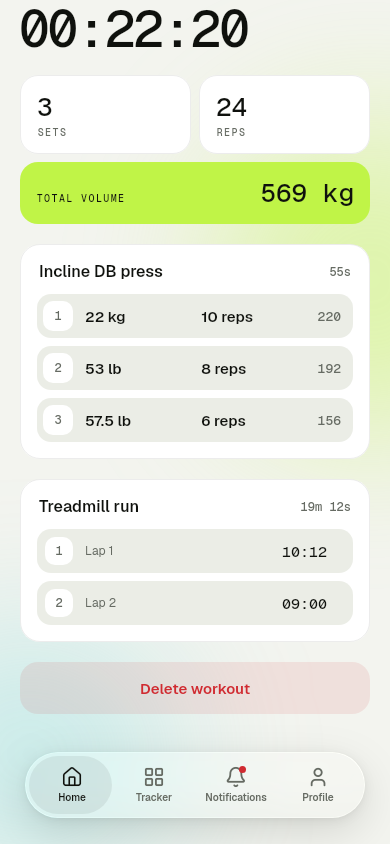 00:22:20
3
SETS
24
REPS
TOTAL VOLUME 569 kg
Incline DB press 55s
1 22 kg 10 reps 220
2 53 lb 8 reps 192
3 57.5 lb 6 reps 156
Treadmill run 19m 12s
1 Lap 1 10:12
2 Lap 2 09:00
Delete workout
Home Tracker Notifications Profile